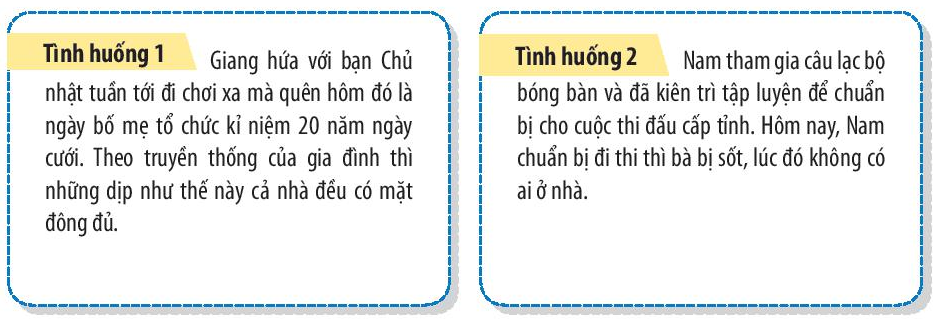 Tình huống 1 Giang hứa với bạn Chủ
nhật tuần tới đi chơi xa mà quên hôm đó là
ngày bố mẹ tổ chức kỉ niệm 20 năm ngày
cưới. Theo truyền thống của gia đình thì
những dịp như thế này cả nhà đều có mặt
đông đủ.
Tình huống 2 Nam tham gia câu lạc bộ
bóng bàn và đã kiên trì tập luyện để chuẩn
bị cho cuộc thi đấu cấp tỉnh. Hôm nay, Nam
chuẩn bị đi thi thì bà bị sốt, lúc đó không có
ai ở nhà.